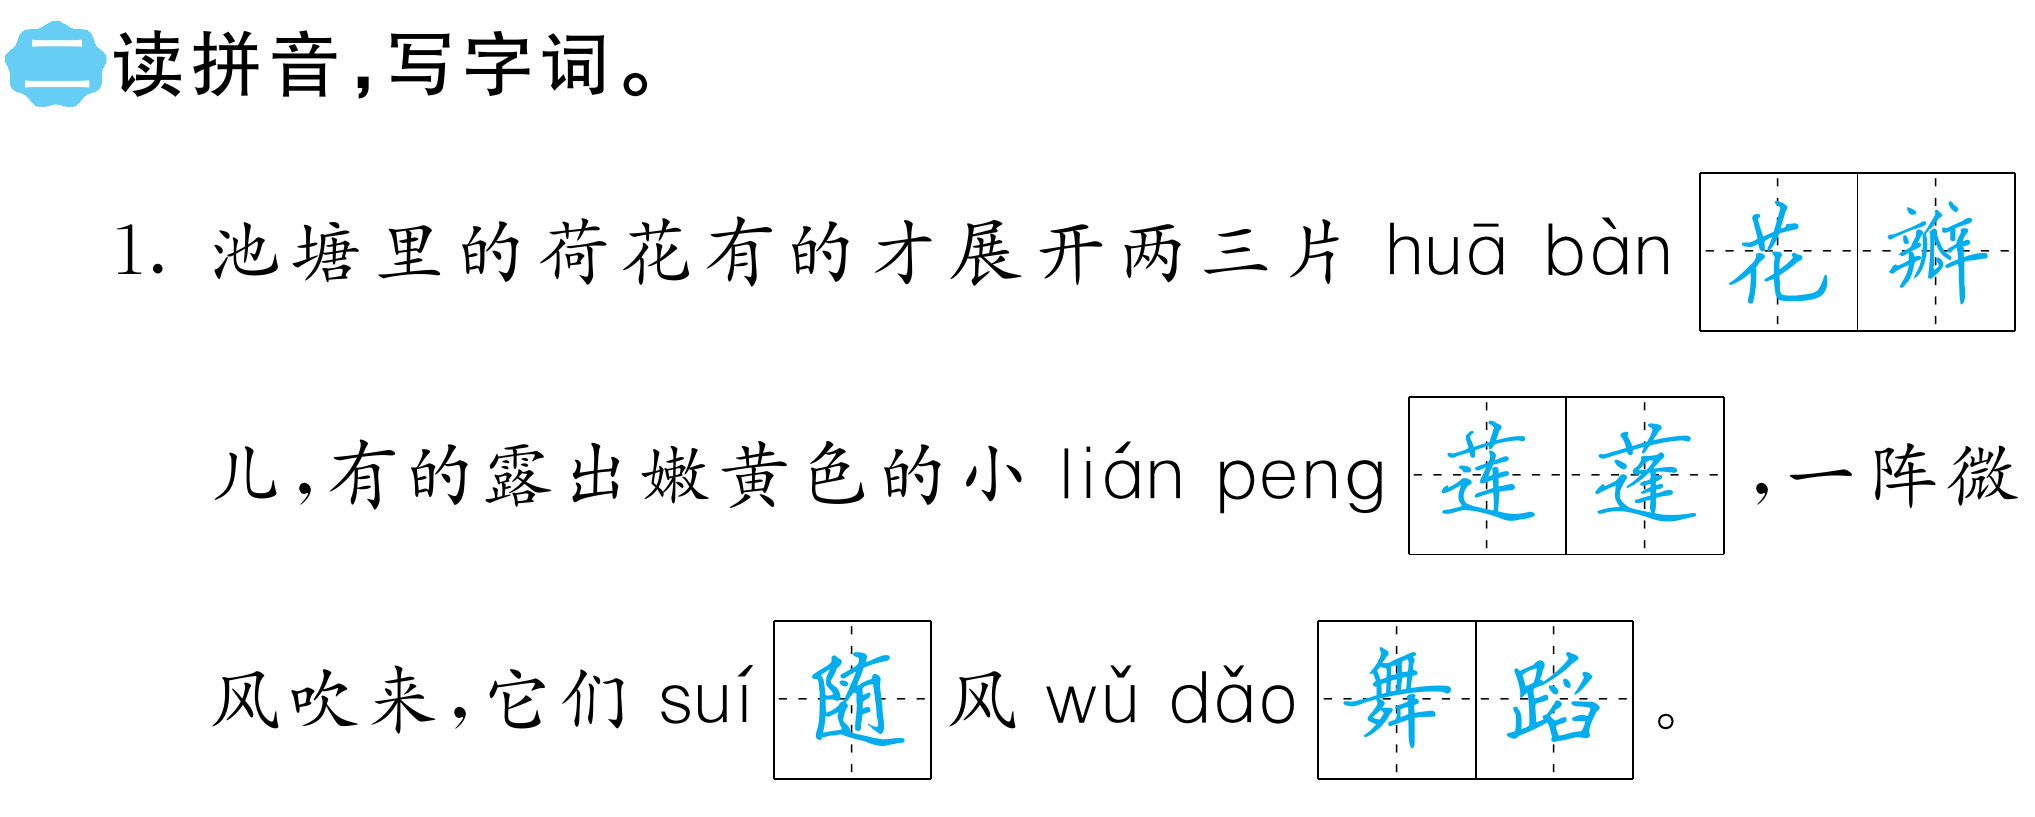 二 读拼音,写字词。
1. 池塘里的荷花有的才展开两三片 huā bàn 花瓣
儿,有的露出嫩黄色的小 lián peng 莲蓬,一阵微
风吹来,它们 suí 随 风 wǔ dǎo 舞蹈。